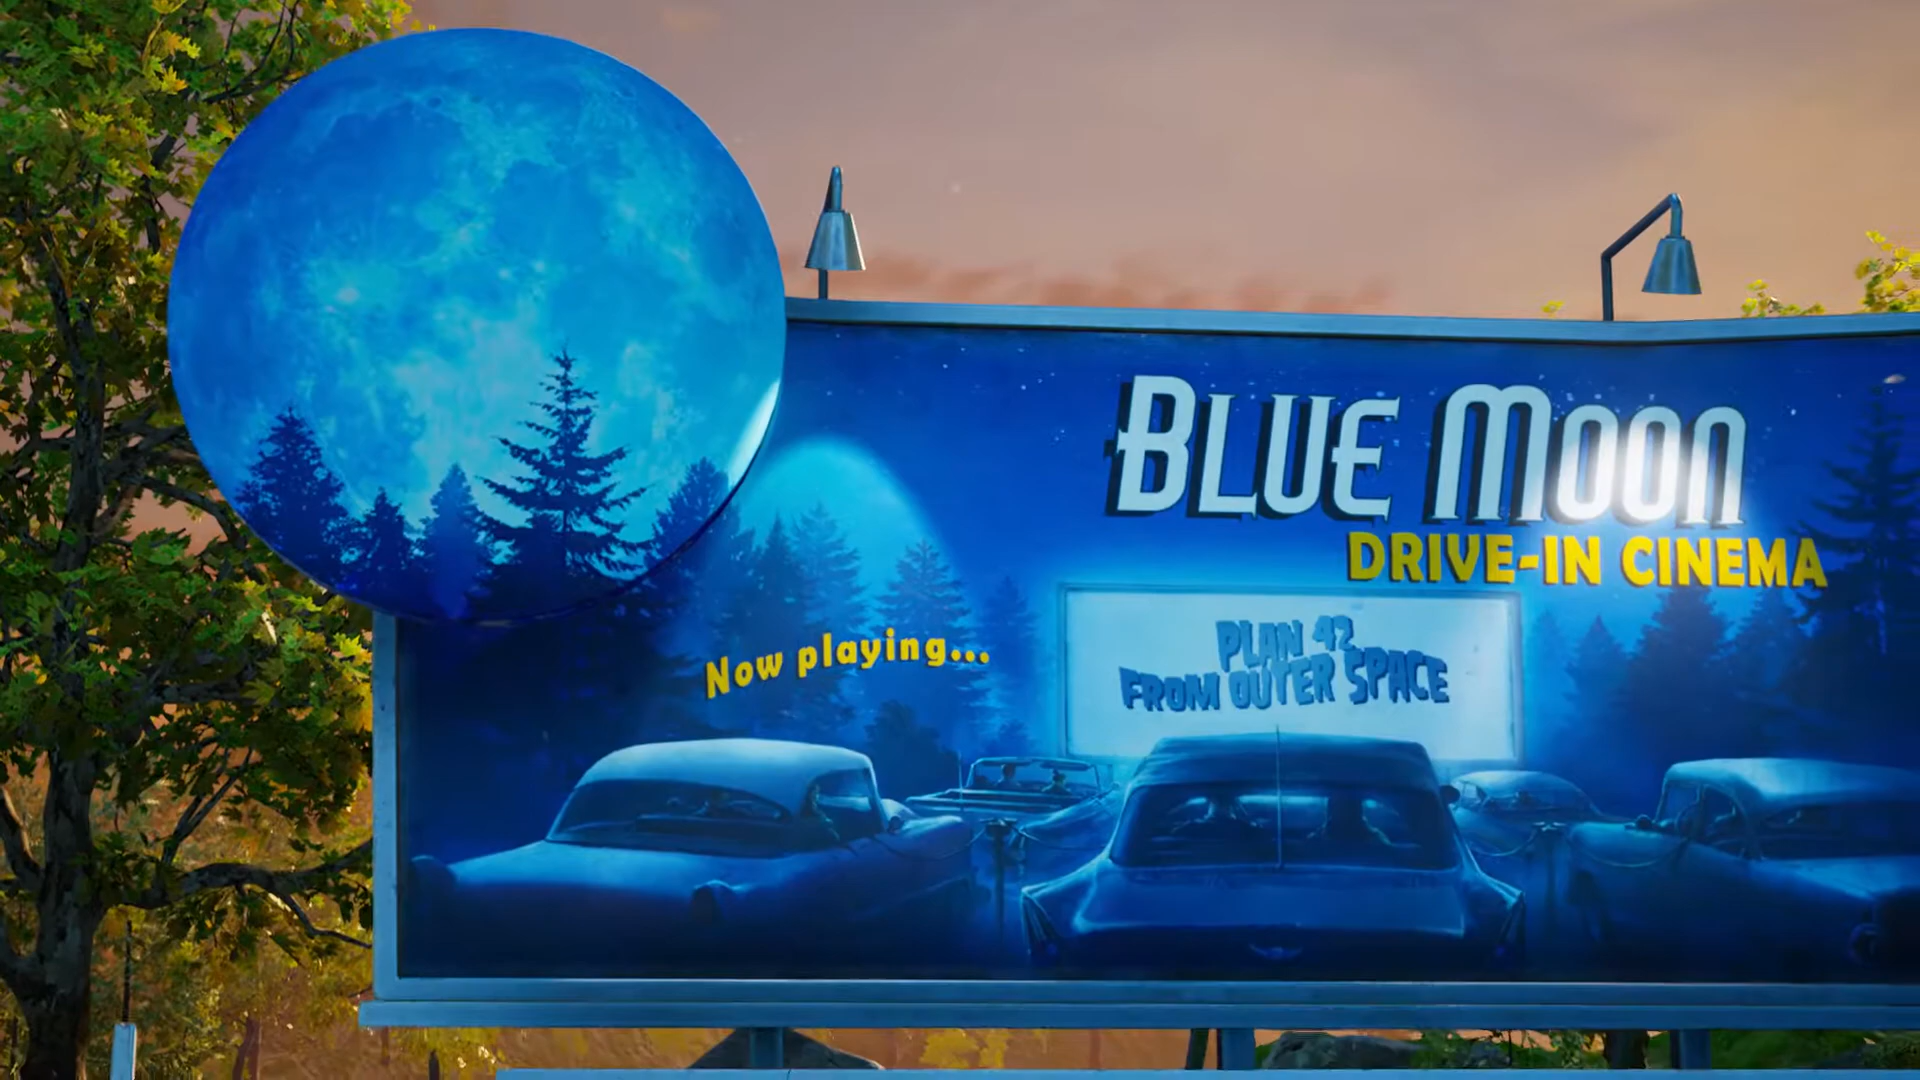 Blue Moon
DRIVE-IN CINEMA
Now playing...
PLAN 42
FROM OUTER SPACE